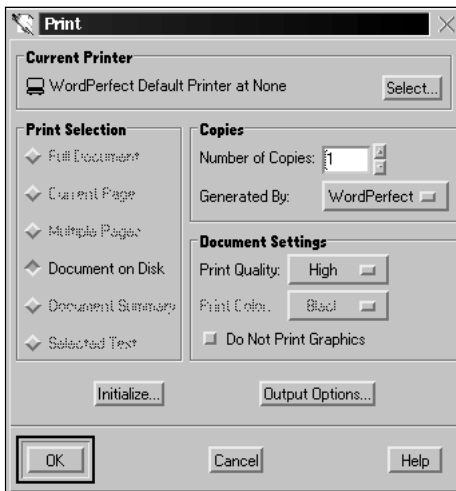 Print
Current Printer
WordPerfect Default Printer at None
Select...
Print Selection
Full Document
Current Page
Multiple Pages
Document on Disk
Document Summary
Selected Text
Copies
Number of Copies: 1
Generated By: WordPerfect
Document Settings
Print Quality: High
Print Color: Black
Do Not Print Graphics
Initialize...
Output Options...
OK
Cancel
Help